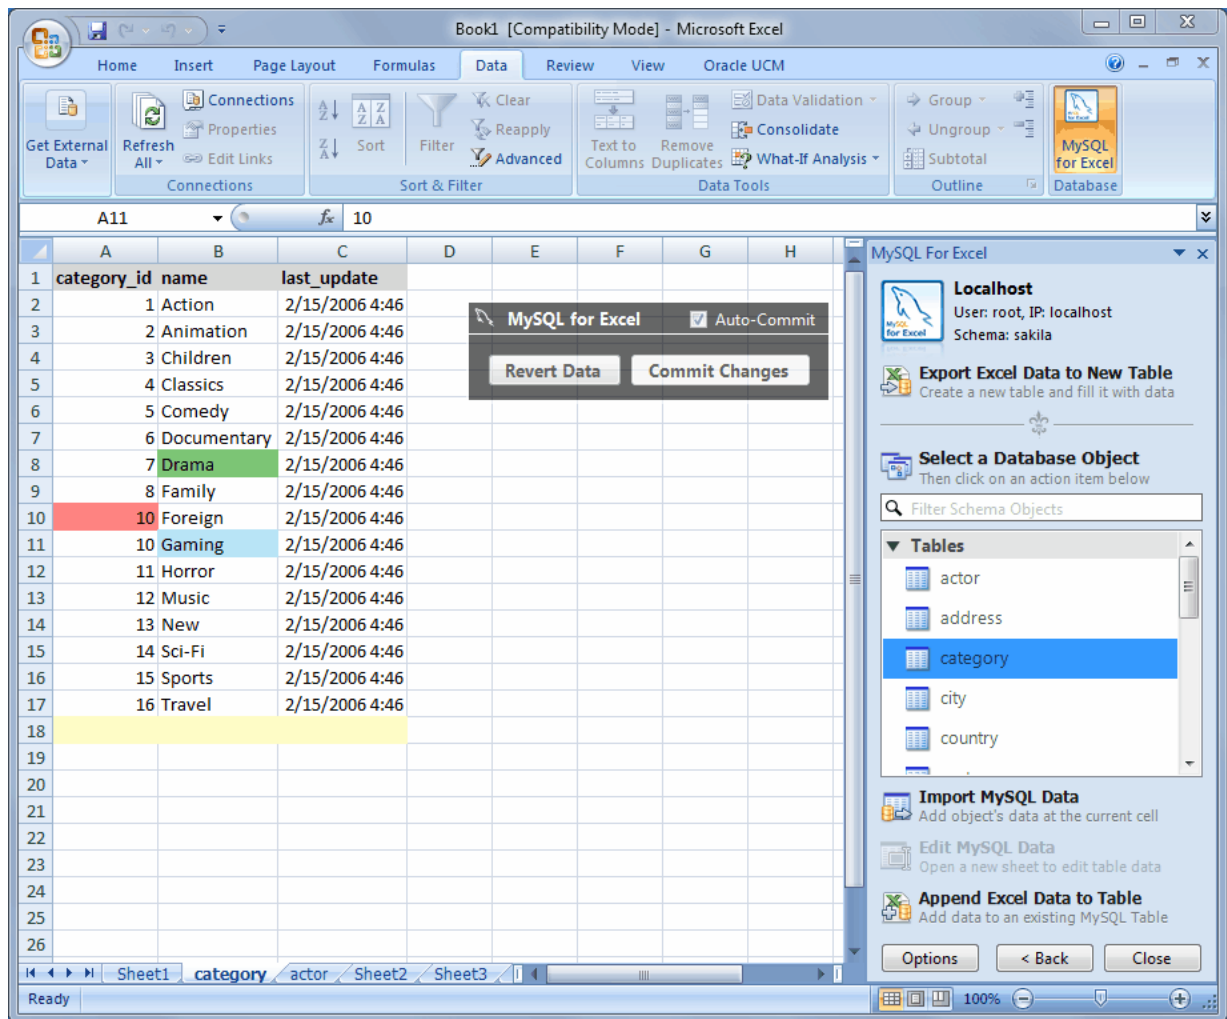 Book1 [Compatibility Mode] - Microsoft Excel
Home Insert Page Layout Formulas Data Review View Oracle UCM
Get External Data
Refresh All
Connections
Properties
Edit Links
Connections
Sort
Filter
Clear
Reapply
Advanced
Sort & Filter
Text to Columns
Remove Duplicates
Data Validation
Consolidate
What-If Analysis
Data Tools
Group
Ungroup
Subtotal
Outline
MySQL for Excel
Database
A11 fx 10
A B C D E F G H
1 category_id name last_update
2 1 Action 2/15/2006 4:46
3 2 Animation 2/15/2006 4:46
4 3 Children 2/15/2006 4:46
5 4 Classics 2/15/2006 4:46
6 5 Comedy 2/15/2006 4:46
7 6 Documentary 2/15/2006 4:46
8 7 Drama 2/15/2006 4:46
9 8 Family 2/15/2006 4:46
10 10 Foreign 2/15/2006 4:46
11 10 Gaming 2/15/2006 4:46
12 11 Horror 2/15/2006 4:46
13 12 Music 2/15/2006 4:46
14 13 New 2/15/2006 4:46
15 14 Sci-Fi 2/15/2006 4:46
16 15 Sports 2/15/2006 4:46
17 16 Travel 2/15/2006 4:46
18
19
20
21
22
23
24
25
26
MySQL for Excel Auto-Commit
Revert Data Commit Changes
MySQL For Excel
Localhost
User: root, IP: localhost
Schema: sakila
Export Excel Data to New Table
Create a new table and fill it with data
Select a Database Object
Then click on an action item below
Filter Schema Objects
Tables
actor
address
category
city
country
Import MySQL Data
Add object's data at the current cell
Edit MySQL Data
Open a new sheet to edit table data
Append Excel Data to Table
Add data to an existing MySQL Table
Options < Back Close
Sheet1 category actor Sheet2 Sheet3
Ready 100%